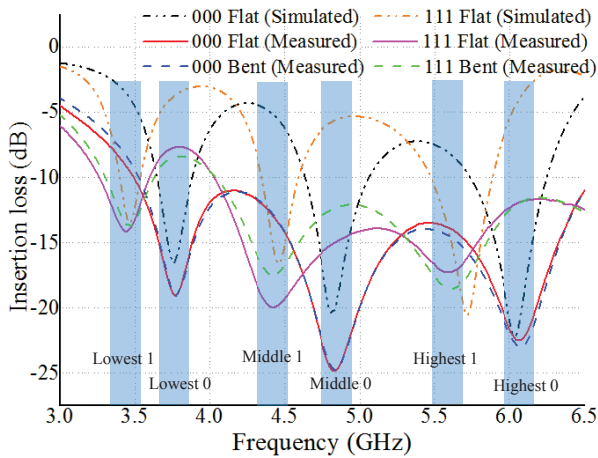 000 Flat (Simulated) 111 Flat (Simulated)
000 Flat (Measured) 111 Flat (Measured)
000 Bent (Measured) 111 Bent (Measured)
Insertion loss (dB)
0
-5
-10
-15
-20
-25
Lowest 1
Lowest 0
Middle 1
Middle 0
Highest 1
Highest 0
3.0 3.5 4.0 4.5 5.0 5.5 6.0 6.5
Frequency (GHz)